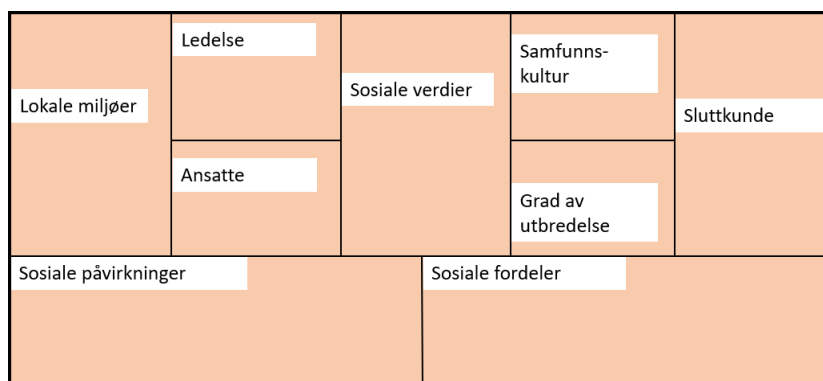 Lokale miljøer
Ledelse
Ansatte
Sosiale verdier
Samfunns-
kultur
Grad av
utbredelse
Sluttkunde
Sosiale påvirkninger
Sosiale fordeler